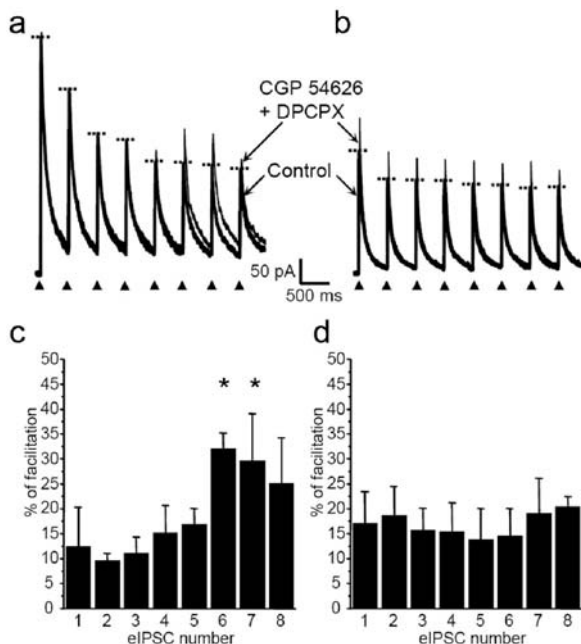 a
b
CGP 54626
+ DPCPX
Control
50 pA
500 ms
c
% of facilitation
50
45
40
35
30
25
20
15
10
5
0
* *
1 2 3 4 5 6 7 8
eIPSC number
d
% of facilitation
50
45
40
35
30
25
20
15
10
5
0
1 2 3 4 5 6 7 8
eIPSC number